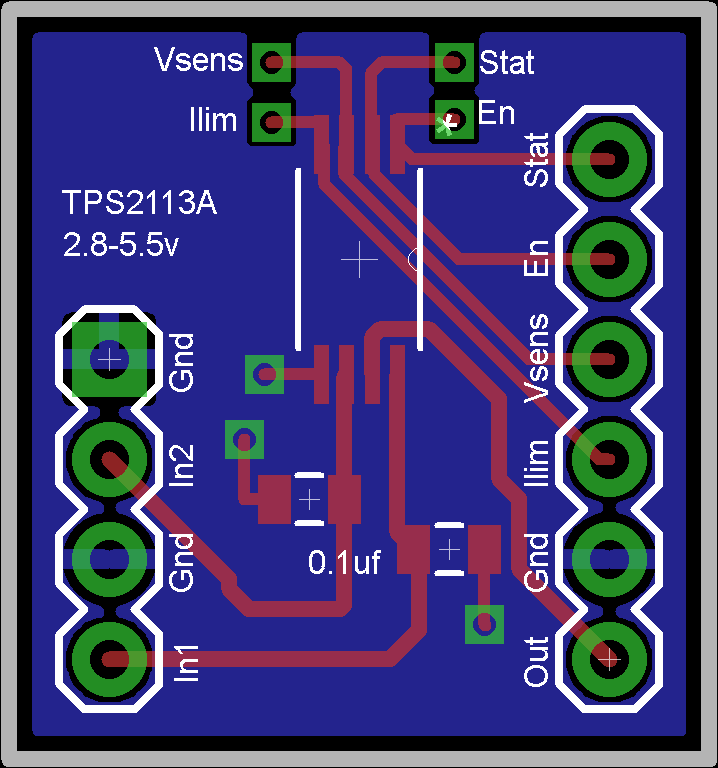 Vsens
Stat
Ilim
En
TPS2113A
2.8-5.5v
Stat
En
Vsens
Ilim
Gnd
Out
Gnd
In2
Gnd
In1
0.1uf